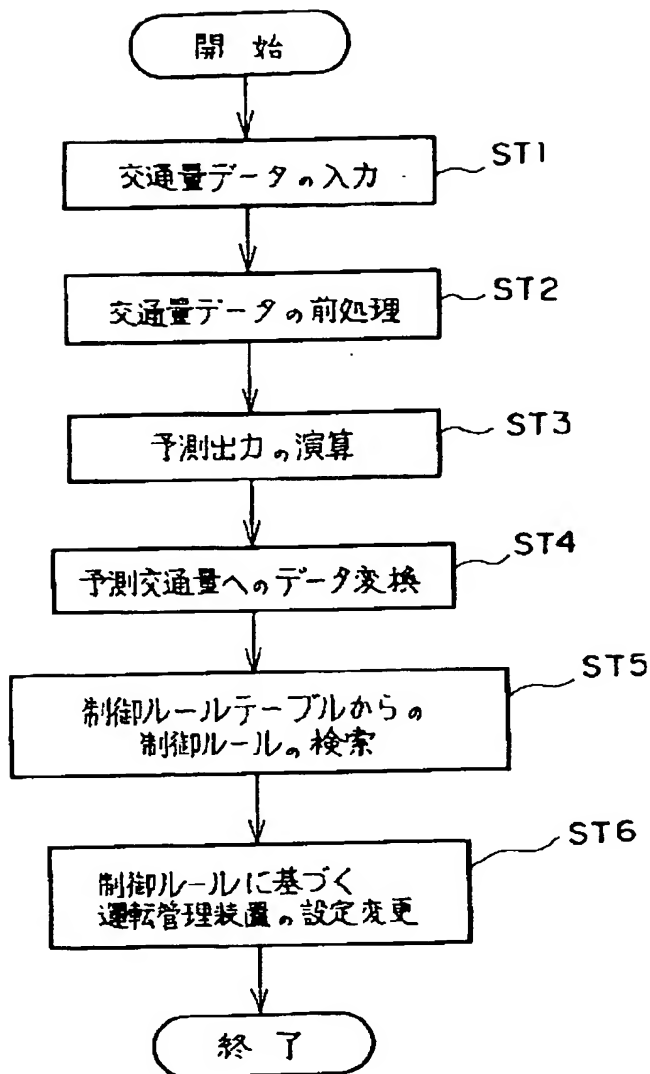 開始
交通量データの入力
ST1
交通量データの前処理
ST2
予測出力の演算
ST3
予測交通量へのデータ変換
ST4
制御ルールテーブルからの
制御ルールの検索
ST5
制御ルールに基づく
運転管理装置の設定変更
ST6
終了